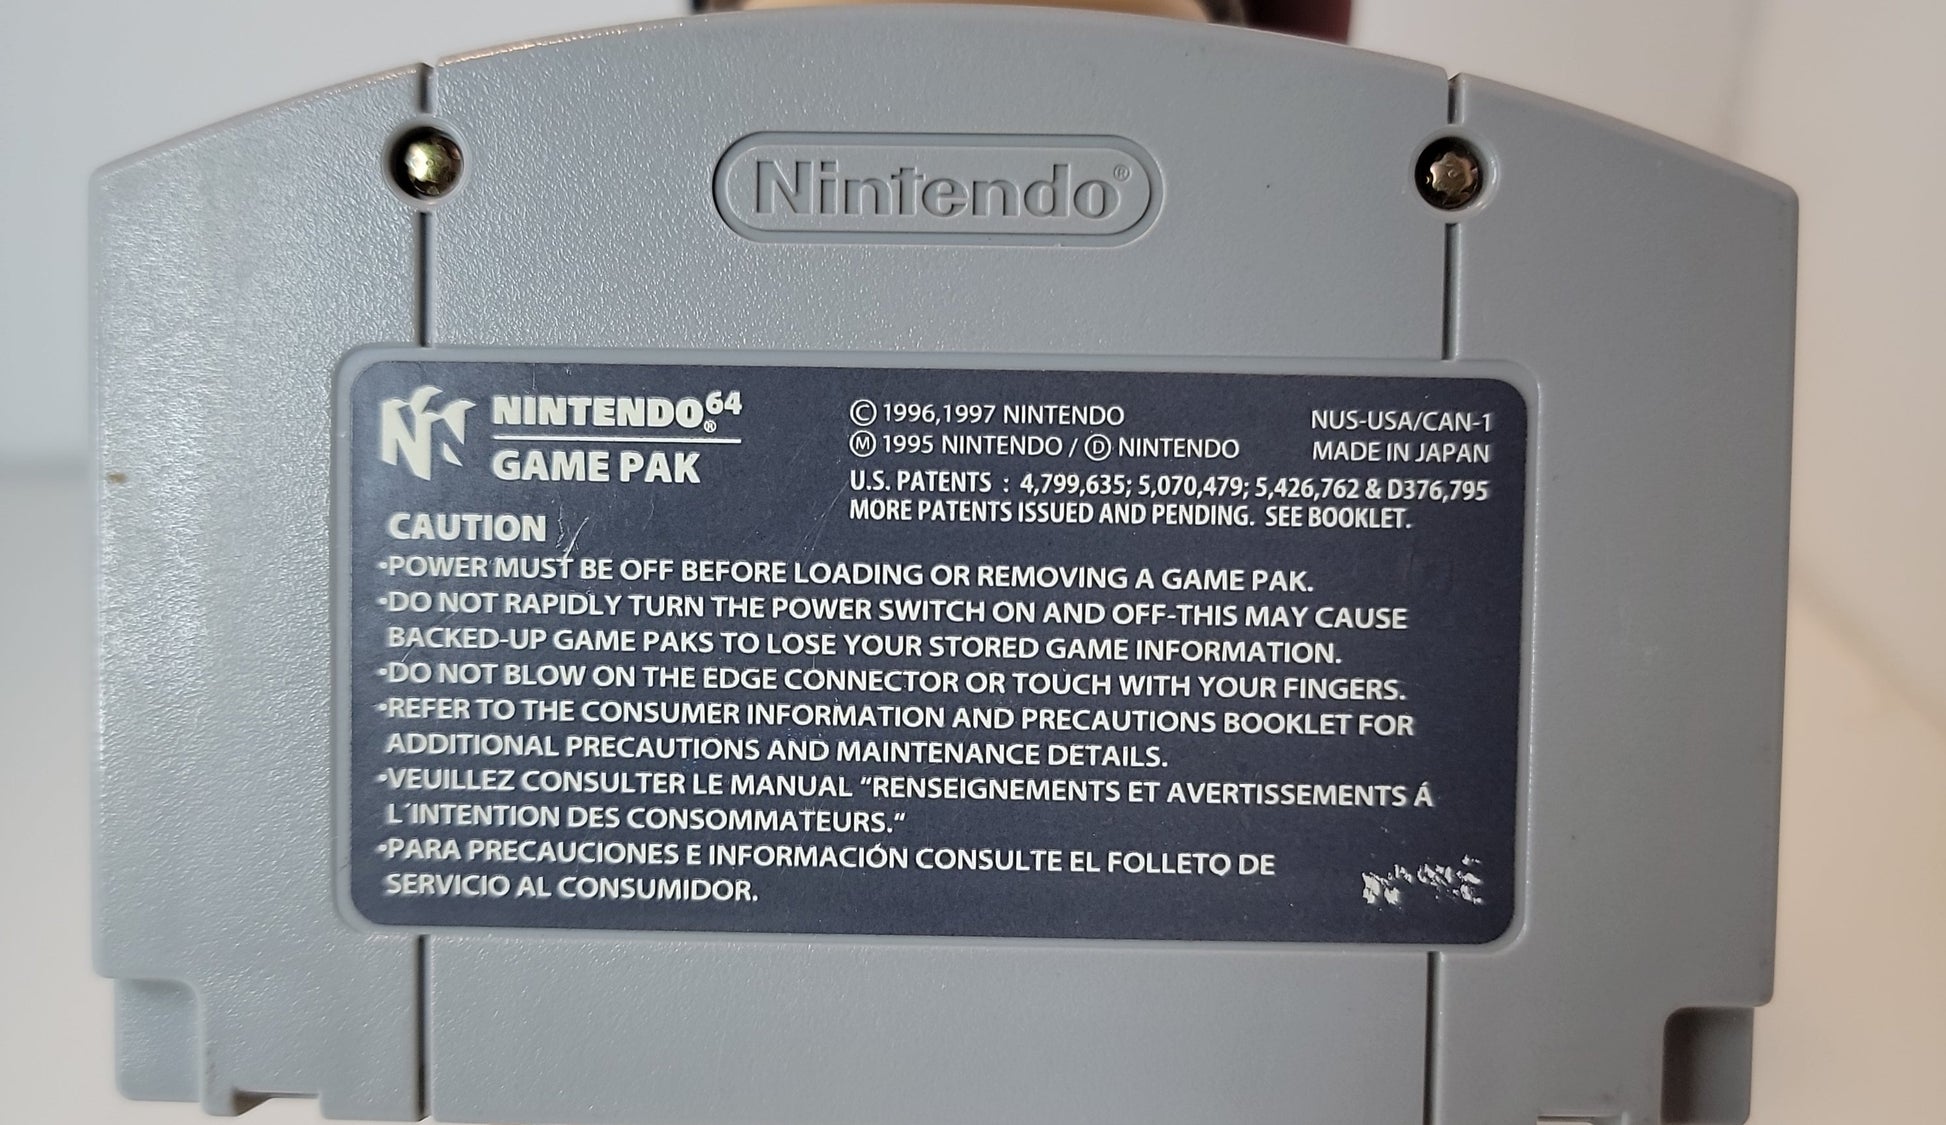 Nintendo®
NINTENDO⁶⁴®
GAME PAK
© 1996,1997 NINTENDO
Ⓜ 1995 NINTENDO / Ⓓ NINTENDO
NUS-USA/CAN-1
MADE IN JAPAN
U.S. PATENTS : 4,799,635; 5,070,479; 5,426,762 & D376,795
MORE PATENTS ISSUED AND PENDING. SEE BOOKLET.
CAUTION
•POWER MUST BE OFF BEFORE LOADING OR REMOVING A GAME PAK.
•DO NOT RAPIDLY TURN THE POWER SWITCH ON AND OFF-THIS MAY CAUSE
BACKED-UP GAME PAKS TO LOSE YOUR STORED GAME INFORMATION.
•DO NOT BLOW ON THE EDGE CONNECTOR OR TOUCH WITH YOUR FINGERS.
•REFER TO THE CONSUMER INFORMATION AND PRECAUTIONS BOOKLET FOR
ADDITIONAL PRECAUTIONS AND MAINTENANCE DETAILS.
•VEUILLEZ CONSULTER LE MANUAL “RENSEIGNEMENTS ET AVERTISSEMENTS Á
L´INTENTION DES CONSOMMATEURS.“
•PARA PRECAUCIONES E INFORMACIÓN CONSULTE EL FOLLETO DE
SERVICIO AL CONSUMIDOR.